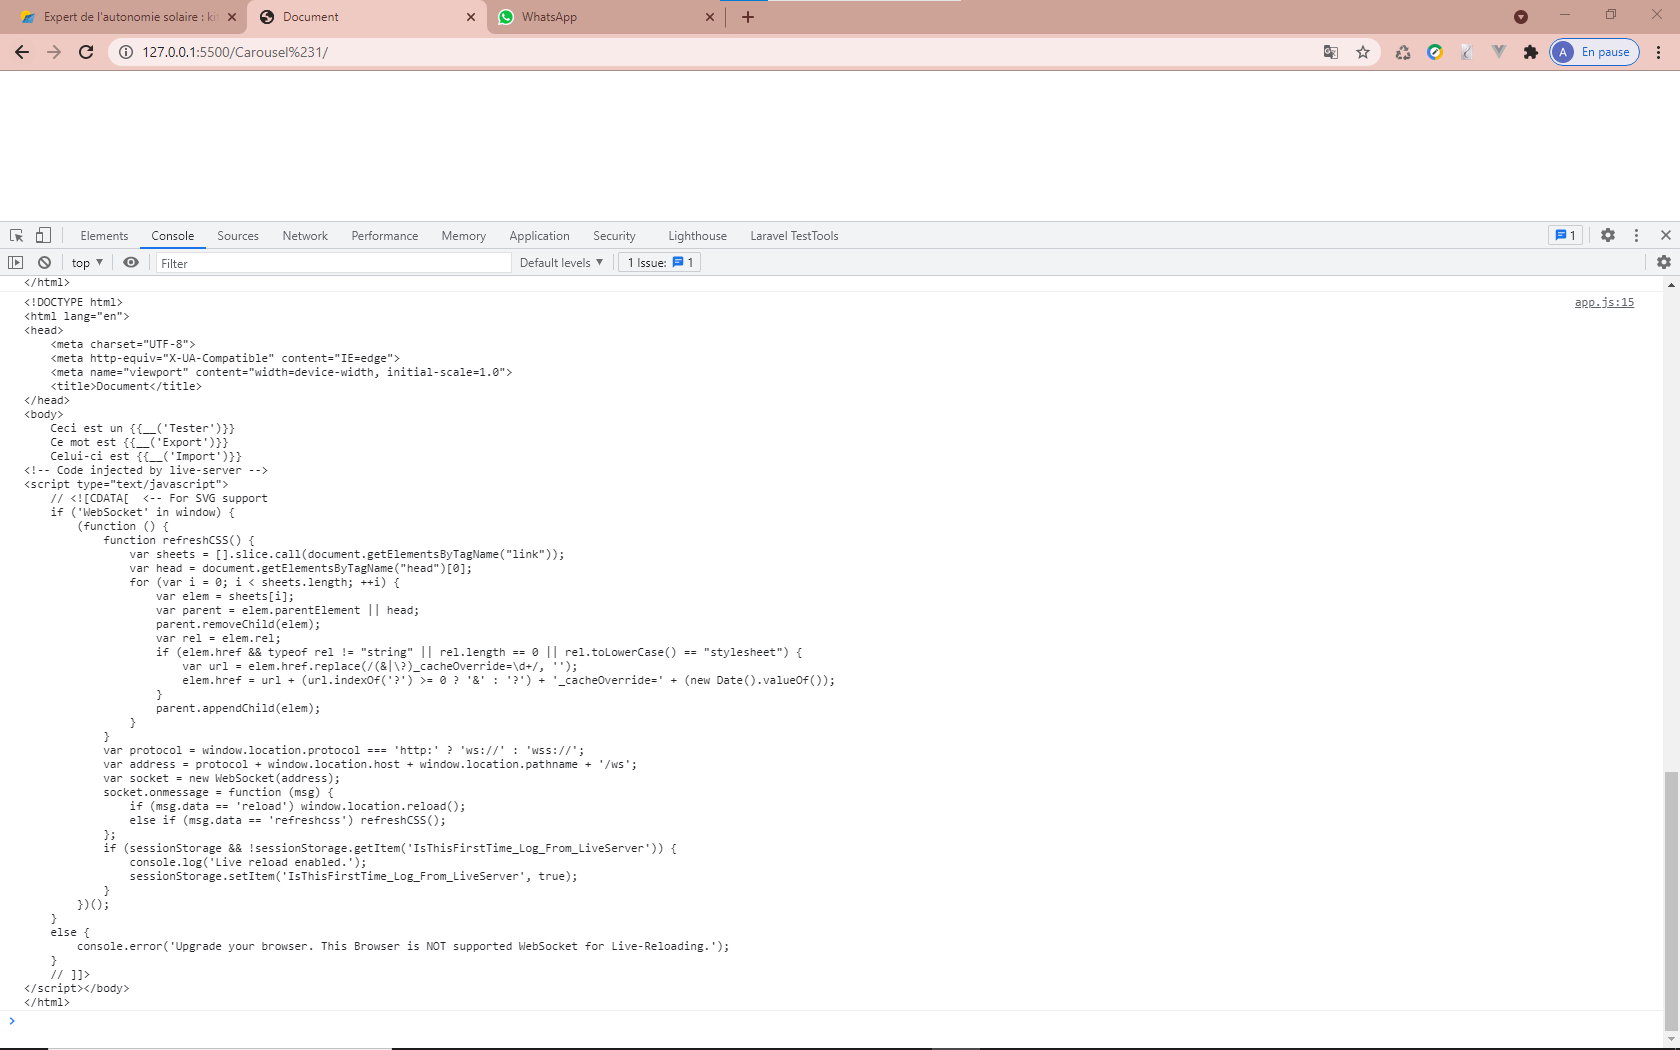 Expert de l'autonomie solaire : ki
Document
WhatsApp
127.0.0.1:5500/Carousel%231/
A
En pause
Elements
Console
Sources
Network
Performance
Memory
Application
Security
Lighthouse
Laravel TestTools
1
top
Filter
Default levels
1 Issue:
1
</html>
<!DOCTYPE html>
app.js:15
<html lang="en">
<head>
    <meta charset="UTF-8">
    <meta http-equiv="X-UA-Compatible" content="IE=edge">
    <meta name="viewport" content="width=device-width, initial-scale=1.0">
    <title>Document</title>
</head>
<body>
    Ceci est un {{__('Tester')}}
    Ce mot est {{__('Export')}}
    Celui-ci est {{__('Import')}}
<!-- Code injected by live-server -->
<script type="text/javascript">
    // <![CDATA[  <-- For SVG support
    if ('WebSocket' in window) {
        (function () {
            function refreshCSS() {
                var sheets = [].slice.call(document.getElementsByTagName("link"));
                var head = document.getElementsByTagName("head")[0];
                for (var i = 0; i < sheets.length; ++i) {
                    var elem = sheets[i];
                    var parent = elem.parentElement || head;
                    parent.removeChild(elem);
                    var rel = elem.rel;
                    if (elem.href && typeof rel != "string" || rel.length == 0 || rel.toLowerCase() == "stylesheet") {
                        var url = elem.href.replace(/(&|\?)_cacheOverride=\d+/, '');
                        elem.href = url + (url.indexOf('?') >= 0 ? '&' : '?') + '_cacheOverride=' + (new Date().valueOf());
                    }
                    parent.appendChild(elem);
                }
            }
            var protocol = window.location.protocol === 'http:' ? 'ws://' : 'wss://';
            var address = protocol + window.location.host + window.location.pathname + '/ws';
            var socket = new WebSocket(address);
            socket.onmessage = function (msg) {
                if (msg.data == 'reload') window.location.reload();
                else if (msg.data == 'refreshcss') refreshCSS();
            };
            if (sessionStorage && !sessionStorage.getItem('IsThisFirstTime_Log_From_LiveServer')) {
                console.log('Live reload enabled.');
                sessionStorage.setItem('IsThisFirstTime_Log_From_LiveServer', true);
            }
        })();
    }
    else {
        console.error('Upgrade your browser. This Browser is NOT supported WebSocket for Live-Reloading.');
    }
    // ]]>
</script></body>
</html>